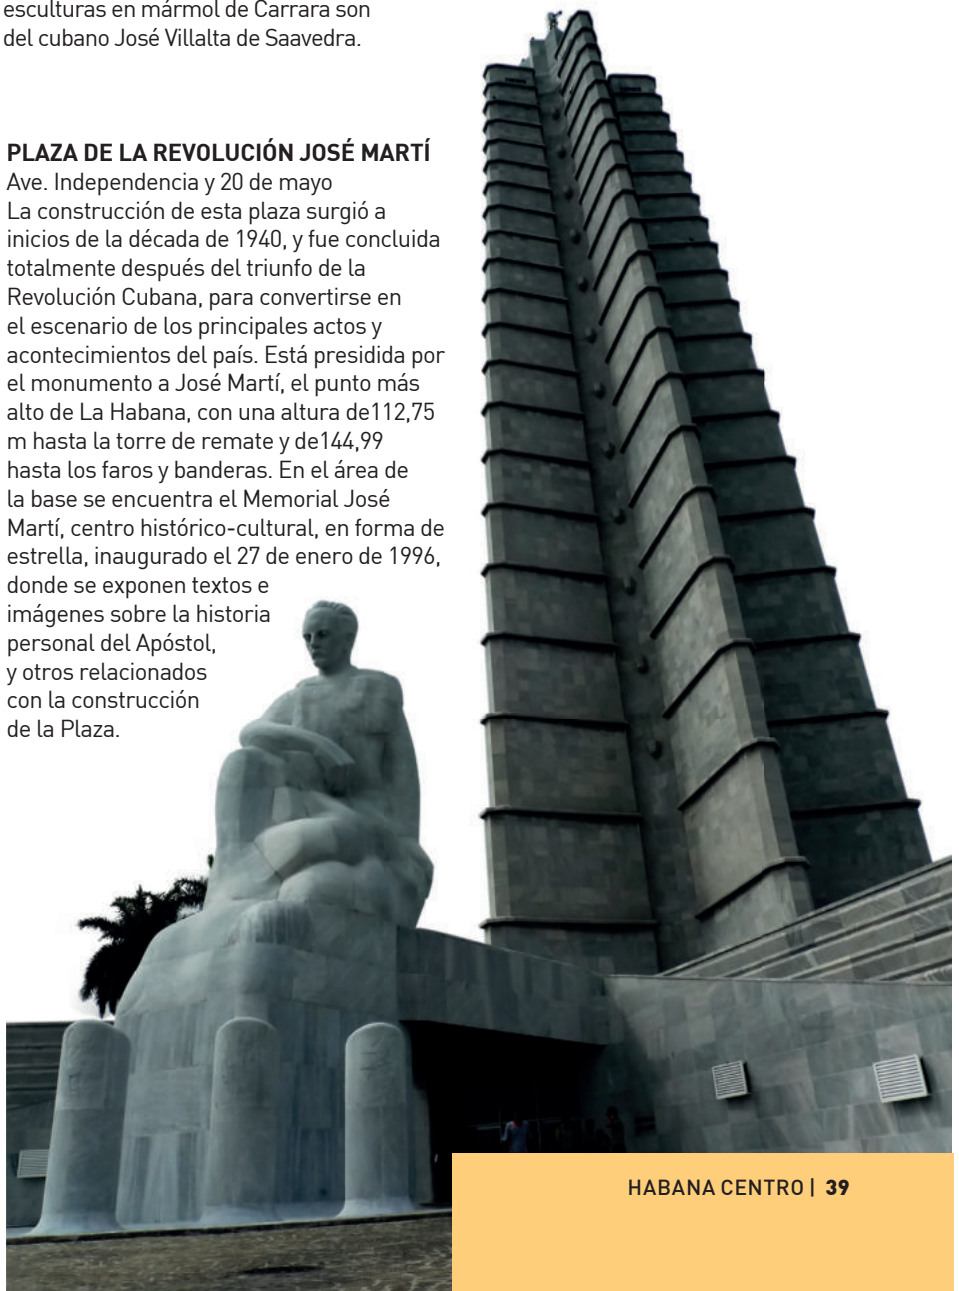 esculturas en mármol de Carrara son
del cubano José Villalta de Saavedra.
PLAZA DE LA REVOLUCIÓN JOSÉ MARTÍ
Ave. Independencia y 20 de mayo
La construcción de esta plaza surgió a
inicios de la década de 1940, y fue concluida
totalmente después del triunfo de la
Revolución Cubana, para convertirse en
el escenario de los principales actos y
acontecimientos del país. Está presidida por
el monumento a José Martí, el punto más
alto de La Habana, con una altura de112,75
m hasta la torre de remate y de144,99
hasta los faros y banderas. En el área de
la base se encuentra el Memorial José
Martí, centro histórico-cultural, en forma de
estrella, inaugurado el 27 de enero de 1996,
donde se exponen textos e
imágenes sobre la historia
personal del Apóstol,
y otros relacionados
con la construcción
de la Plaza.
HABANA CENTRO | 39